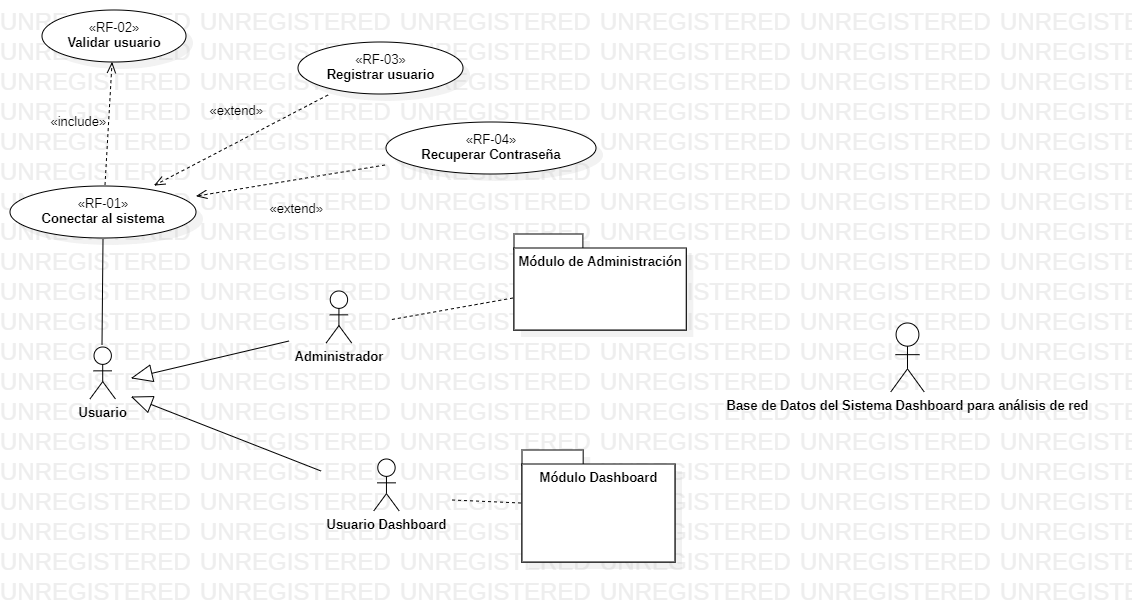 «RF-02»
Validar usuario
«RF-03»
Registrar usuario
«extend»
«include»
«RF-04»
Recuperar Contraseña
«RF-01»
Conectar al sistema
«extend»
Módulo de Administración
Administrador
Usuario
Base de Datos del Sistema Dashboard para análisis de red
Módulo Dashboard
Usuario Dashboard
UNREGISTERED